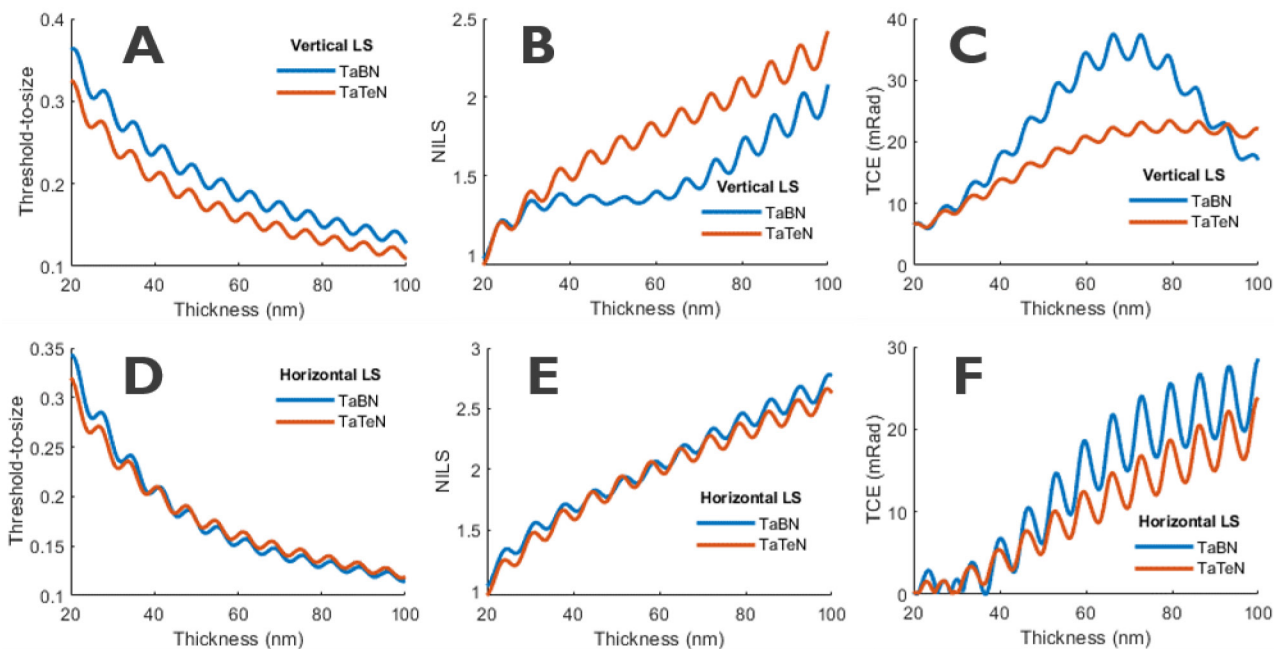 A
Vertical LS
TaBN
TaTeN
Threshold-to-size
0.4
0.3
0.2
0.1
20 40 60 80 100
Thickness (nm)
B
NILS
2.5
2
1.5
1
Vertical LS
TaBN
TaTeN
20 40 60 80 100
Thickness (nm)
C
TCE (mRad)
40
30
20
10
0
Vertical LS
TaBN
TaTeN
20 40 60 80 100
Thickness (nm)
D
Horizontal LS
TaBN
TaTeN
Threshold-to-size
0.35
0.3
0.25
0.2
0.15
0.1
20 40 60 80 100
Thickness (nm)
E
NILS
3
2.5
2
1.5
1
Horizontal LS
TaBN
TaTeN
20 40 60 80 100
Thickness (nm)
F
TCE (mRad)
30
20
10
0
Horizontal LS
TaBN
TaTeN
20 40 60 80 100
Thickness (nm)